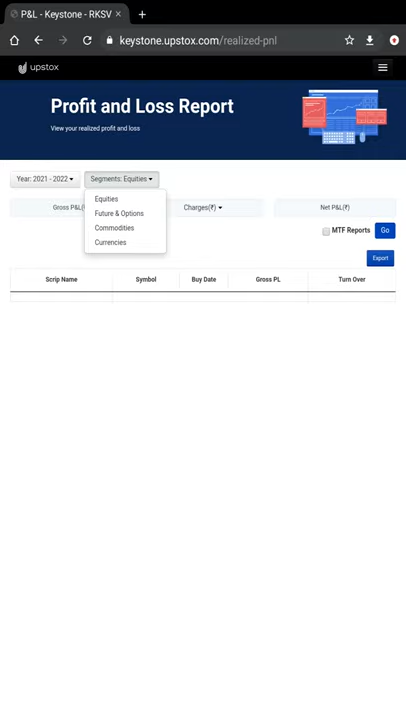 P&L - Keystone - RKSV
keystone.upstox.com/realized-pnl
upstox
Profit and Loss Report
View your realized profit and loss
Year: 2021 - 2022
Segments: Equities
Equities
Future & Options
Commodities
Currencies
Gross P&L(
Charges(₹)
Net P&L(₹)
MTF Reports
Go
Export
Scrip Name
Symbol
Buy Date
Gross PL
Turn Over